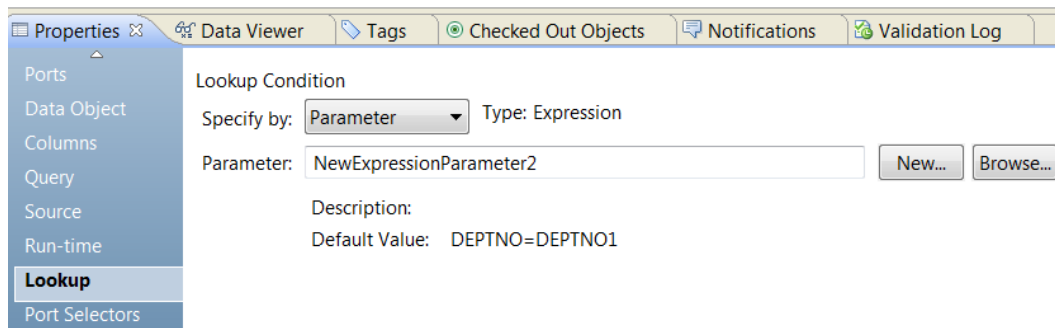 Properties Data Viewer Tags Checked Out Objects Notifications Validation Log
Ports
Data Object
Columns
Query
Source
Run-time
Lookup
Port Selectors
Lookup Condition
Specify by: Parameter Type: Expression
Parameter: NewExpressionParameter2 New... Browse...
Description:
Default Value: DEPTNO=DEPTNO1